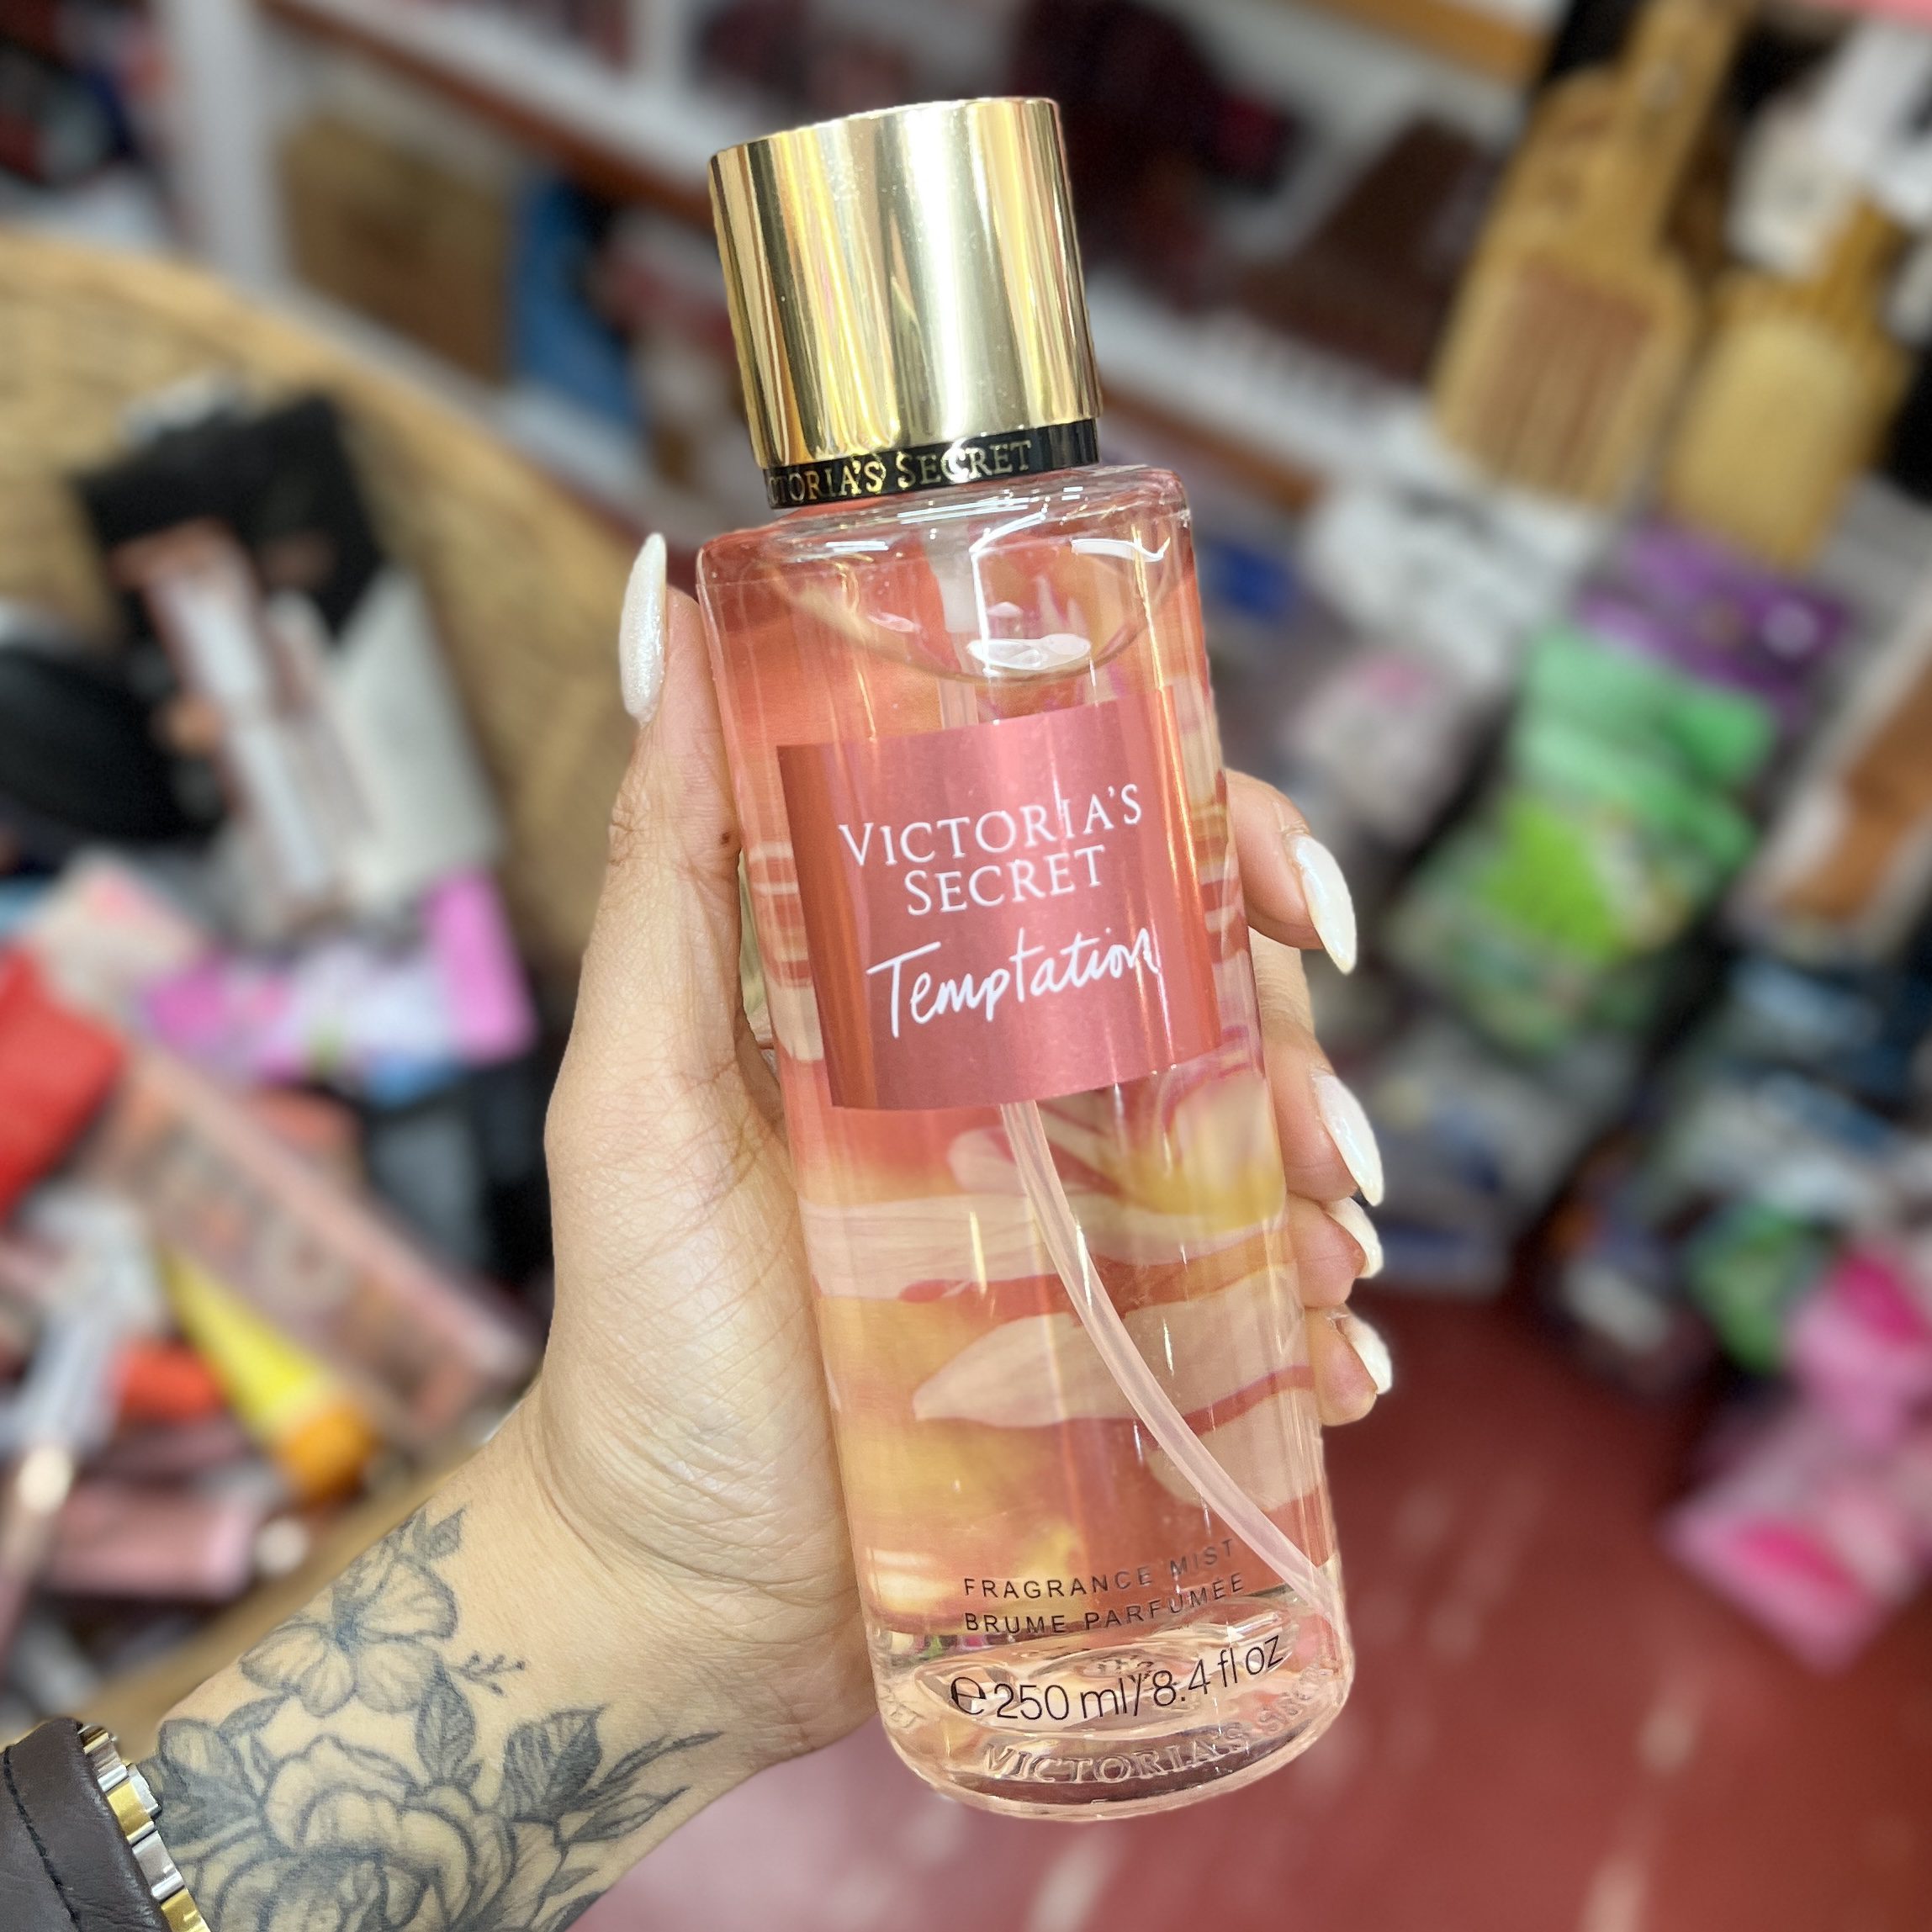 VICTORIA'S SECRET
VICTORIA'S
SECRET
Temptation
FRAGRANCE MIST
BRUME PARFUMÉE
℮ 250 ml/8.4 fl oz
VICTORIA'S SECRET